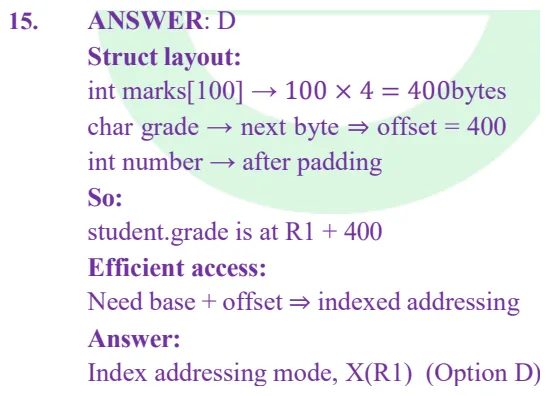 15. ANSWER: D
Struct layout:
int marks[100] → 100 × 4 = 400bytes
char grade → next byte ⇒ offset = 400
int number → after padding
So:
student.grade is at R1 + 400
Efficient access:
Need base + offset ⇒ indexed addressing
Answer:
Index addressing mode, X(R1) (Option D)